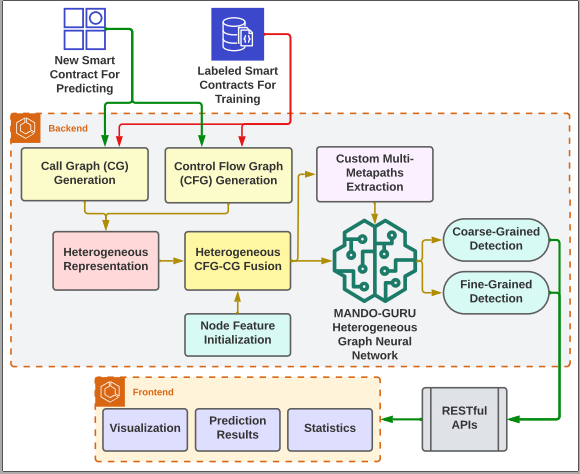 New Smart
Contract For
Predicting
Labeled Smart
Contracts For
Training
Backend
Call Graph (CG)
Generation
Control Flow Graph
(CFG) Generation
Custom Multi-
Metapaths
Extraction
Heterogeneous
Representation
Heterogeneous
CFG-CG Fusion
Coarse-Grained
Detection
Fine-Grained
Detection
Node Feature
Initialization
MANDO-GURU
Heterogeneous
Graph Neural
Network
Frontend
Visualization
Prediction
Results
Statistics
RESTful
APIs